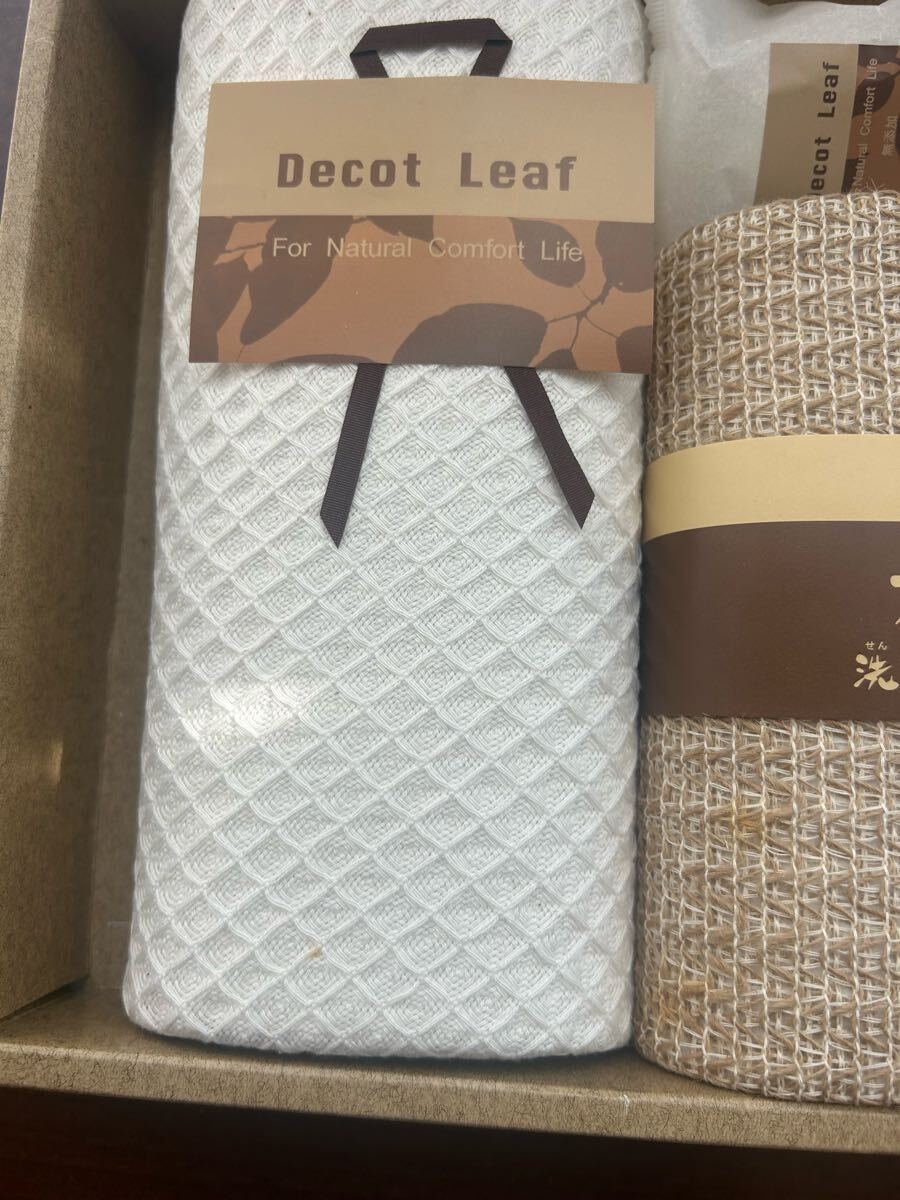 Decot Leaf
For Natural Comfort Life
ecot Leaf
Natural Comfort Life
無添加
せん
洗